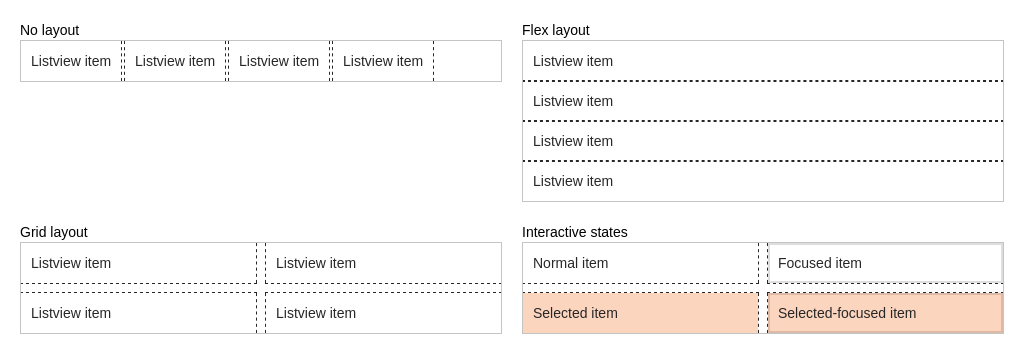 No layout
Listview item Listview item Listview item Listview item
Flex layout
Listview item
Listview item
Listview item
Listview item
Grid layout
Listview item Listview item
Listview item Listview item
Interactive states
Normal item Focused item
Selected item Selected-focused item